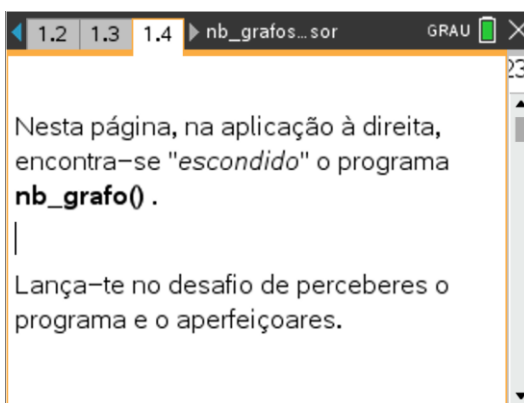 1.2 1.3 1.4 nb_grafos…sor GRAU
23
Nesta página, na aplicação à direita,
encontra-se "escondido" o programa
nb_grafo() .
Lança-te no desafio de perceberes o
programa e o aperfeiçoares.